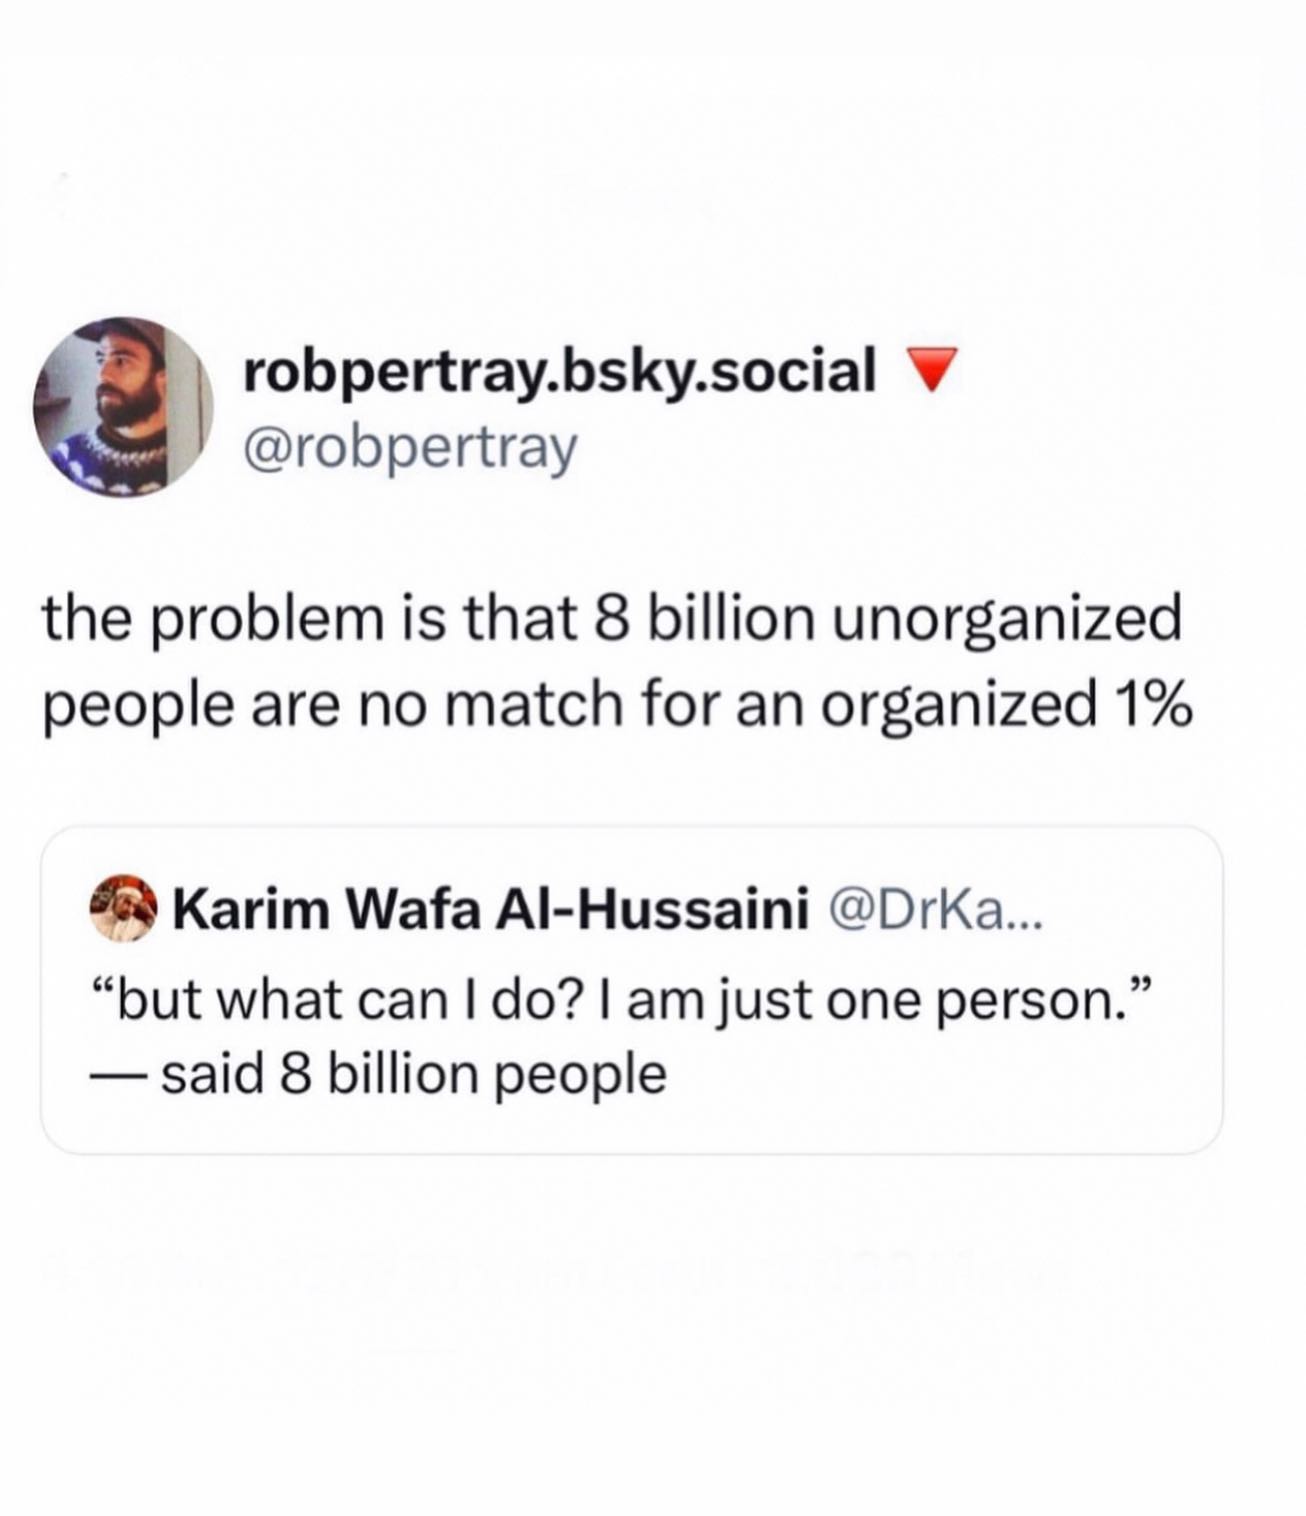 robpertray.bsky.social 🔻
@robpertray
the problem is that 8 billion unorganized
people are no match for an organized 1%
Karim Wafa Al-Hussaini @DrKa...
“but what can I do? I am just one person.”
— said 8 billion people